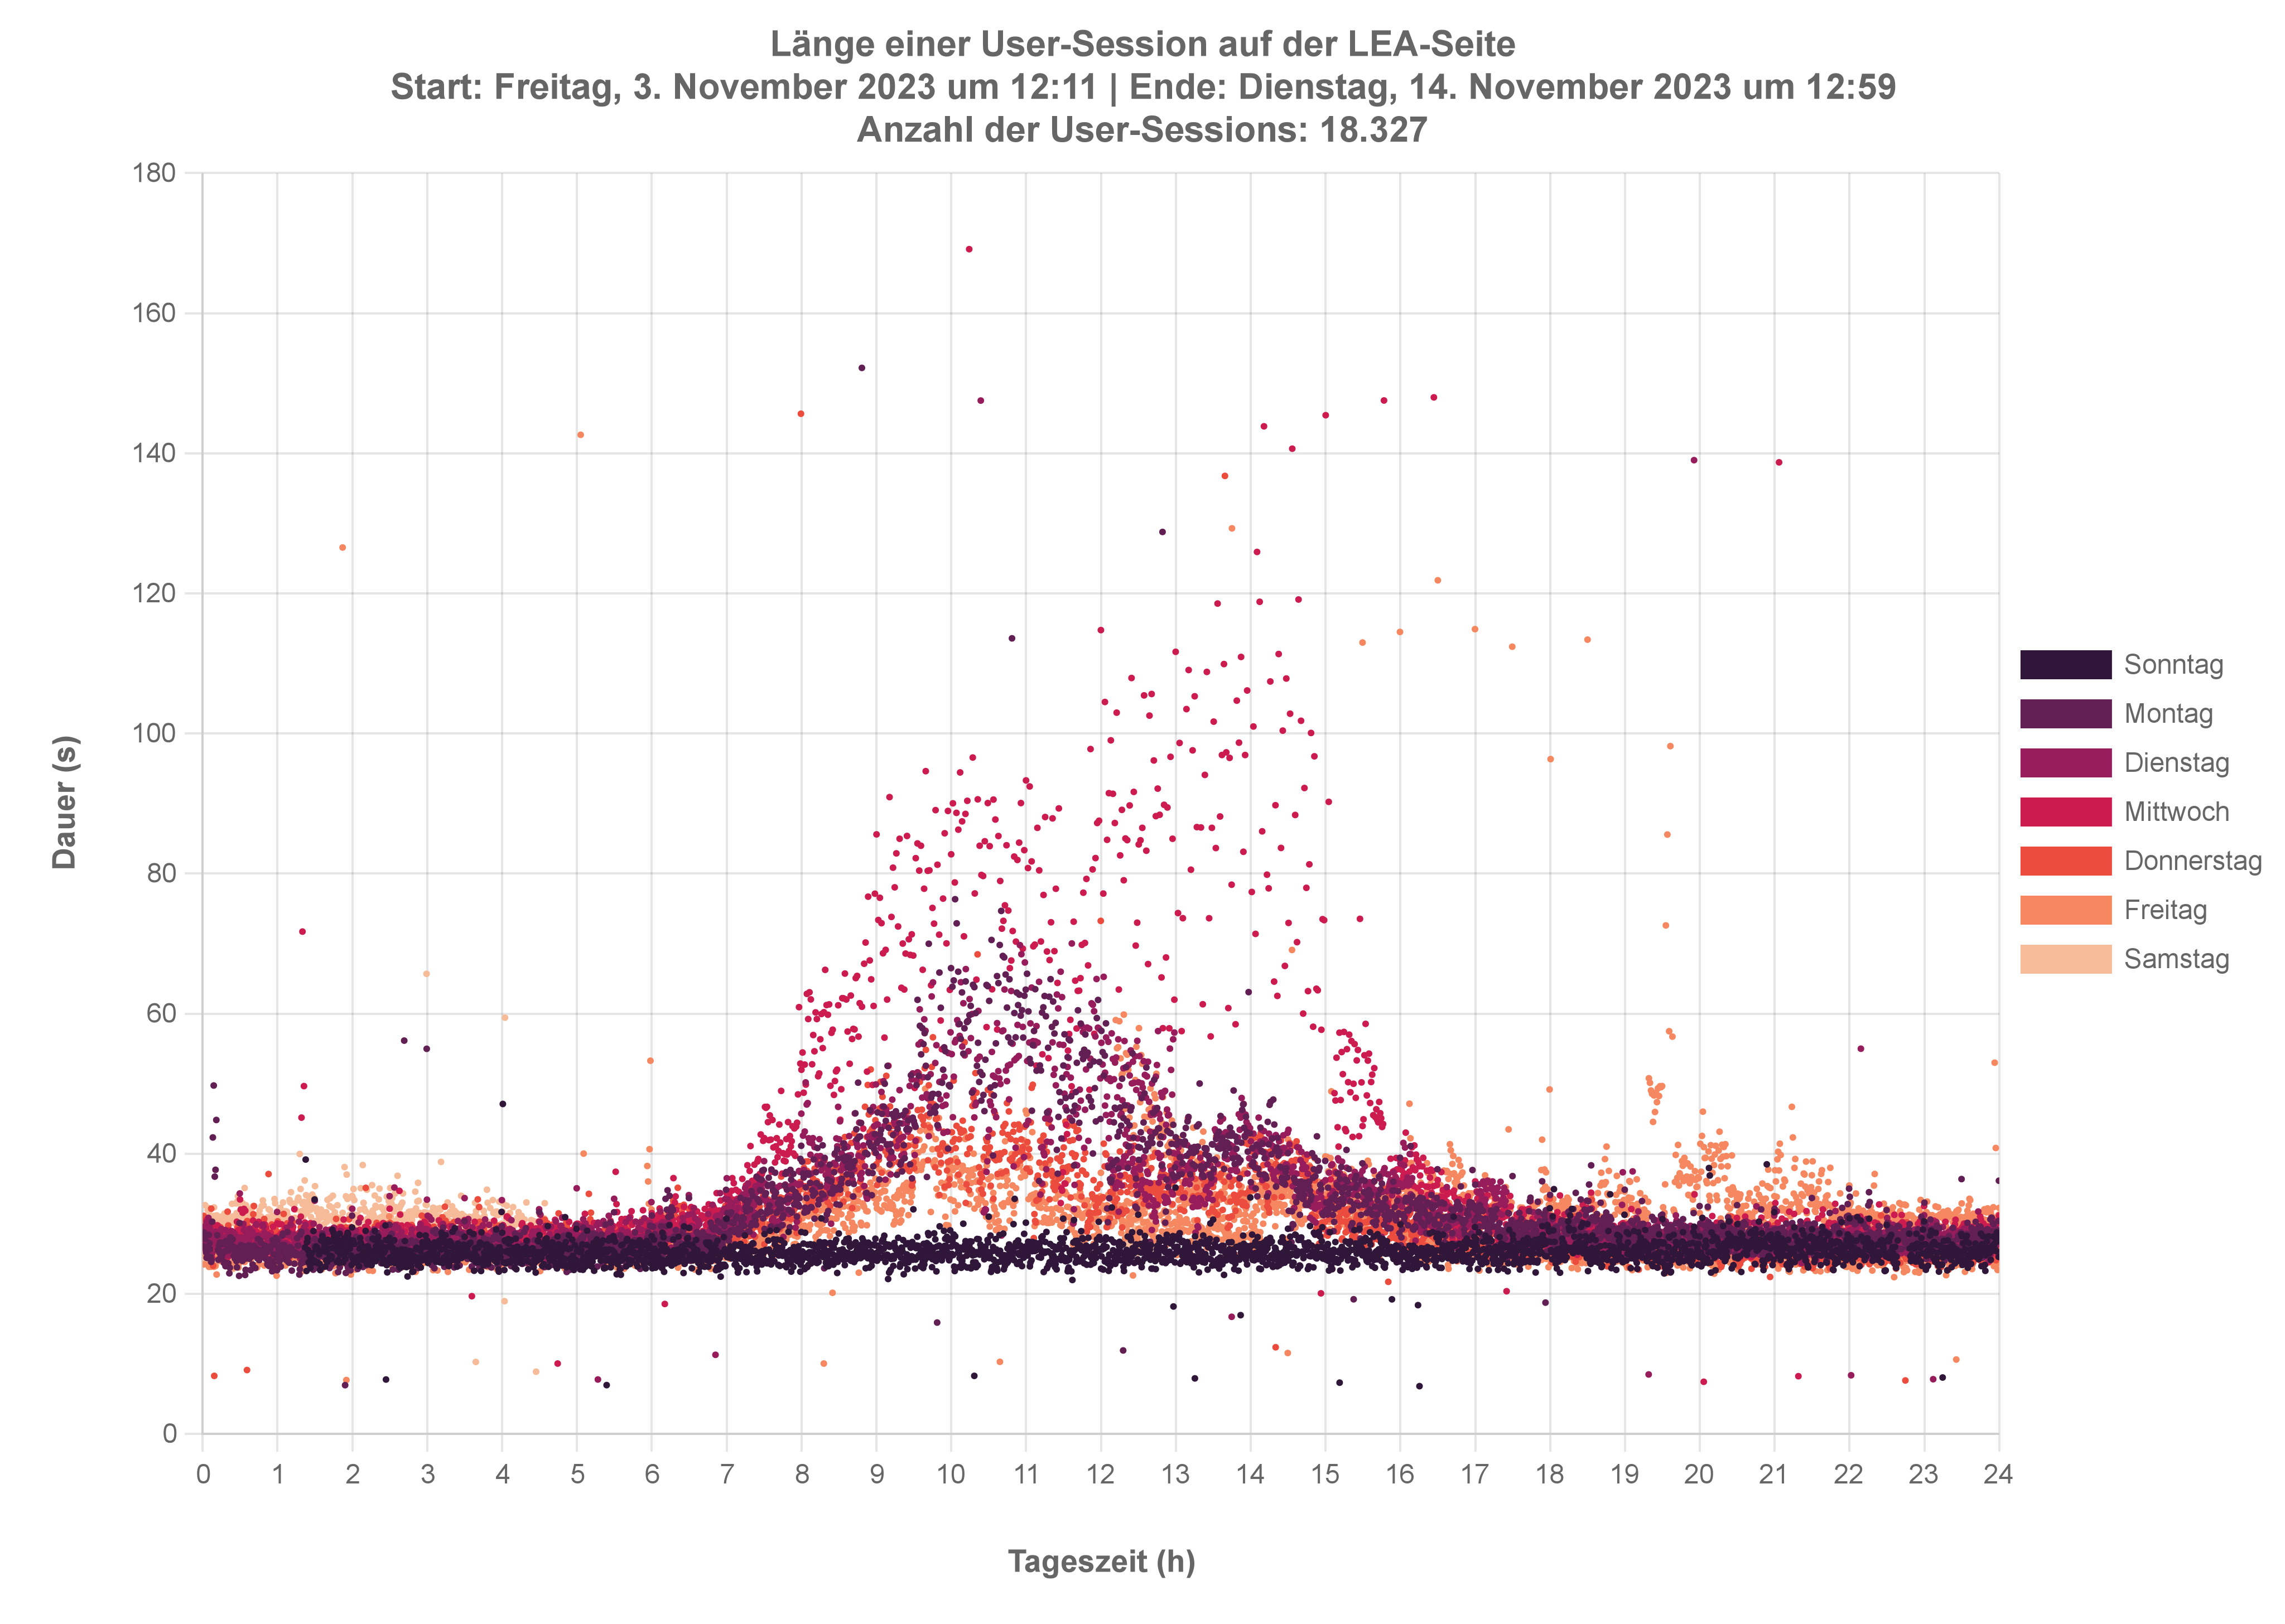 Länge einer User-Session auf der LEA-Seite
Start: Freitag, 3. November 2023 um 12:11 | Ende: Dienstag, 14. November 2023 um 12:59
Anzahl der User-Sessions: 18.327
180
160
140
120
100
80
60
40
20
0
Dauer (s)
0 1 2 3 4 5 6 7 8 9 10 11 12 13 14 15 16 17 18 19 20 21 22 23 24
Tageszeit (h)
Sonntag
Montag
Dienstag
Mittwoch
Donnerstag
Freitag
Samstag